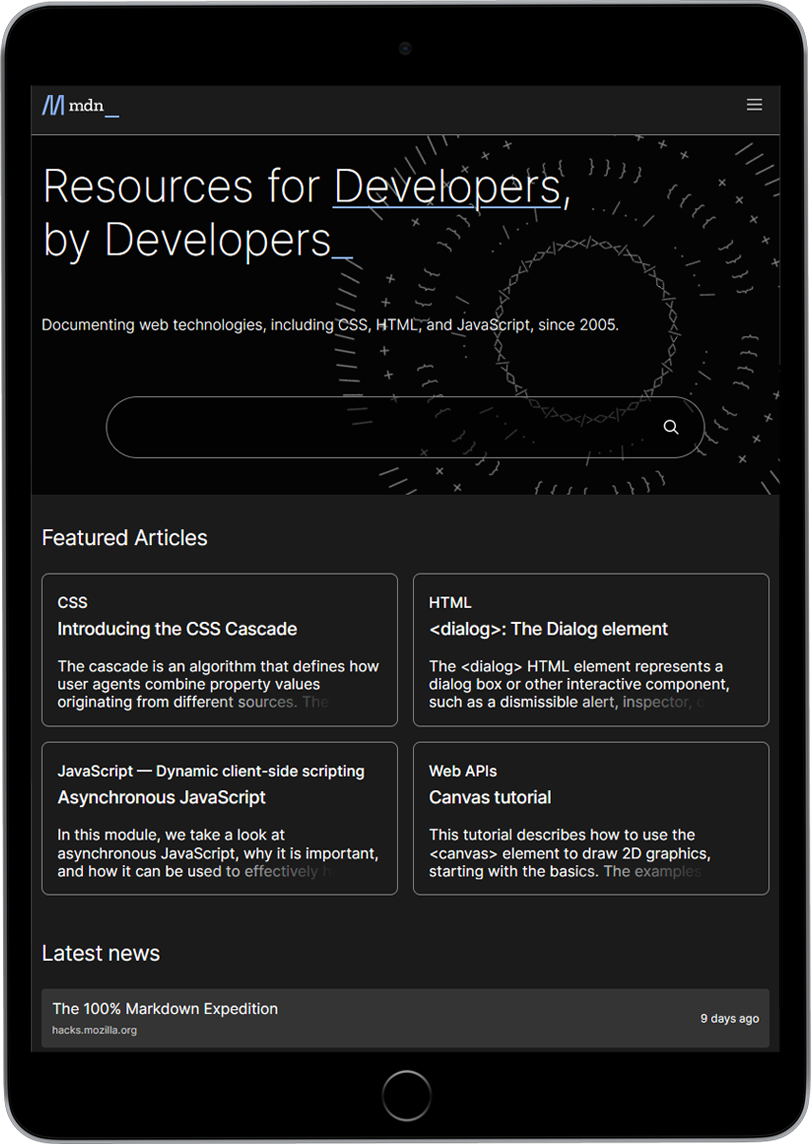 mdn_
Resources for Developers,
by Developers_
Documenting web technologies, including CSS, HTML, and JavaScript, since 2005.
Featured Articles
CSS
Introducing the CSS Cascade
The cascade is an algorithm that defines how
user agents combine property values
originating from different sources. The
HTML
<dialog>: The Dialog element
The <dialog> HTML element represents a
dialog box or other interactive component,
such as a dismissible alert, inspector,
JavaScript — Dynamic client-side scripting
Asynchronous JavaScript
In this module, we take a look at
asynchronous JavaScript, why it is important,
and how it can be used to effectively
Web APIs
Canvas tutorial
This tutorial describes how to use the
<canvas> element to draw 2D graphics,
starting with the basics. The examples
Latest news
The 100% Markdown Expedition
hacks.mozilla.org
9 days ago